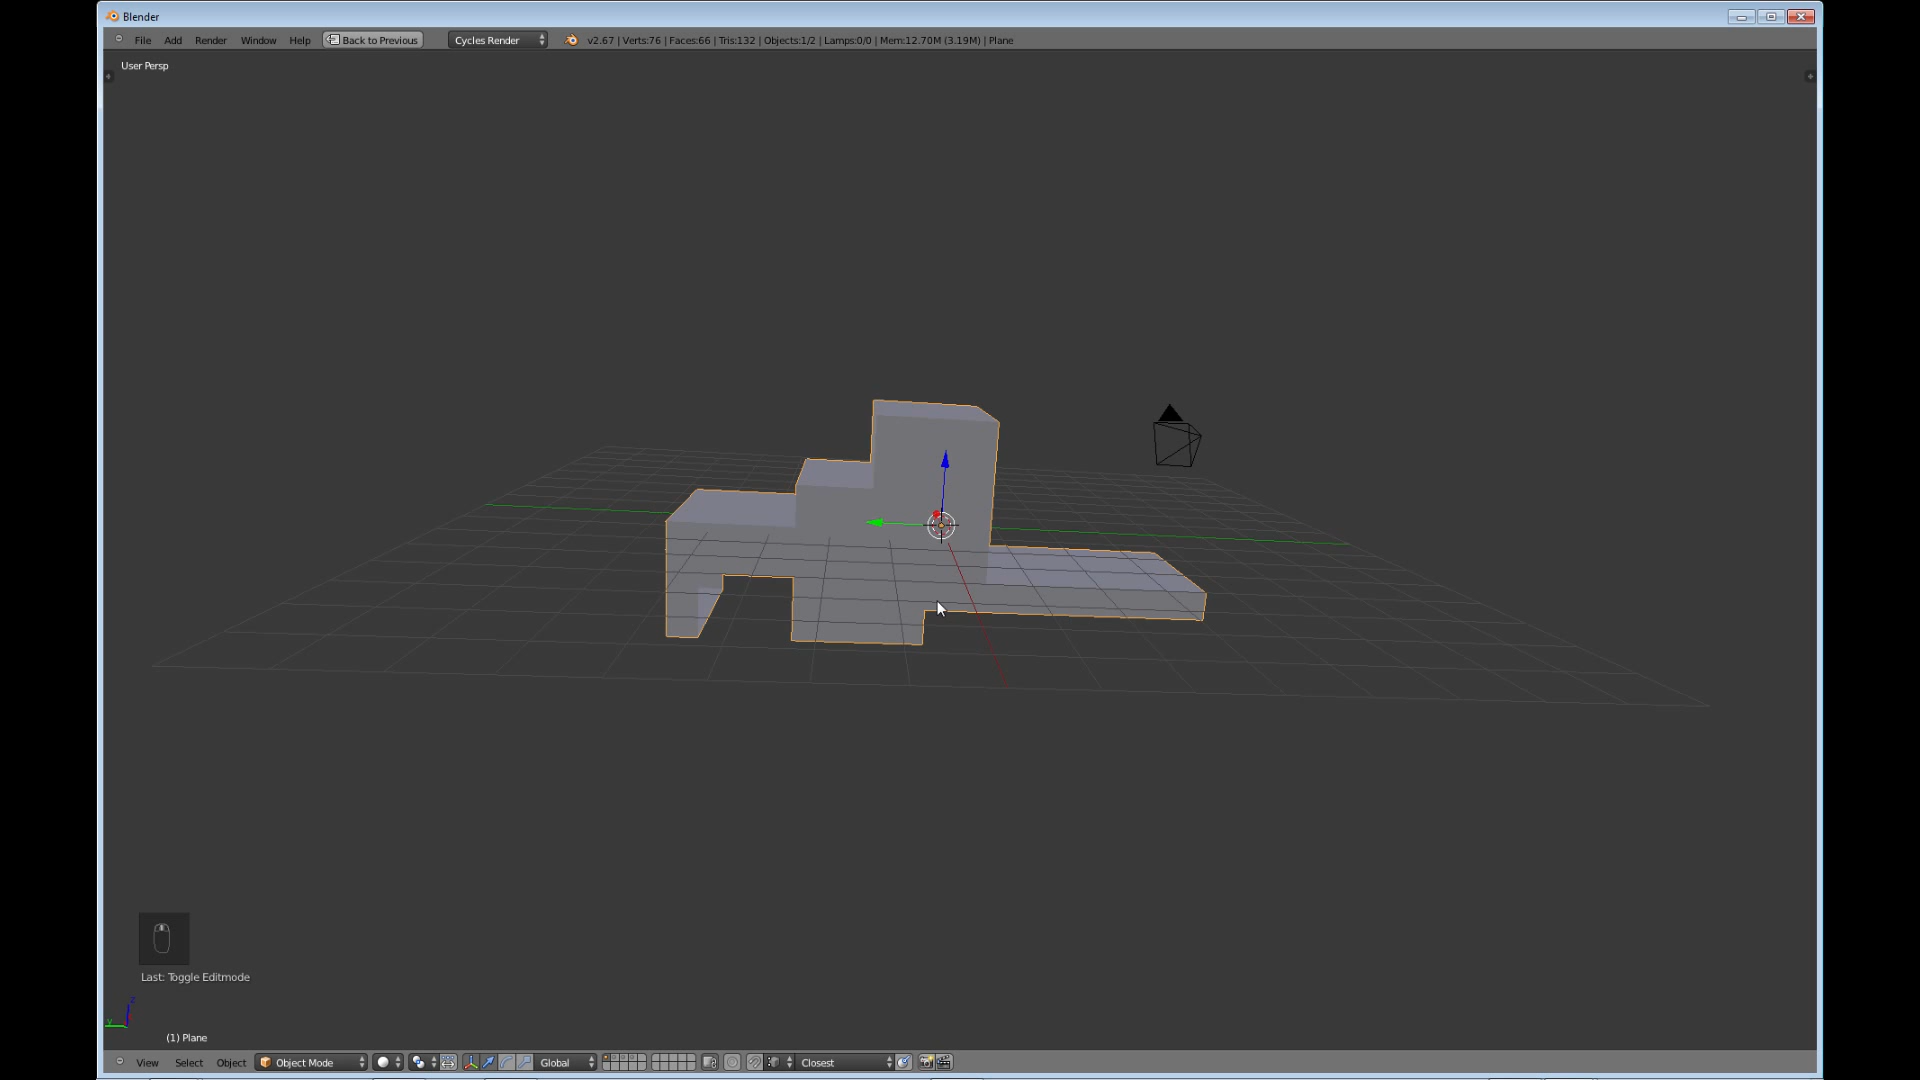 Blender
File Add Render Window Help Back to Previous Cycles Render v2.67 | Verts:76 | Faces:66 | Tris:132 | Objects:1/2 | Lamps:0/0 | Mem:12.70M (3.19M) | Plane
User Persp
Last: Toggle Editmode
z
y
(1) Plane
View Select Object Object Mode Global Closest